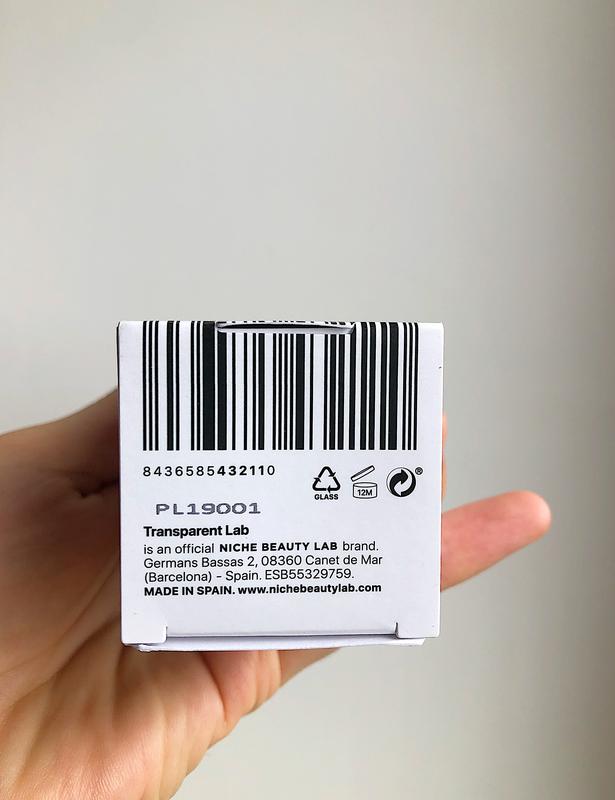 8436585432110
GLASS
12M
®
PL19001
Transparent Lab
is an official NICHE BEAUTY LAB brand.
Germans Bassas 2, 08360 Canet de Mar
(Barcelona) - Spain. ESB55329759.
MADE IN SPAIN. www.nichebeautylab.com